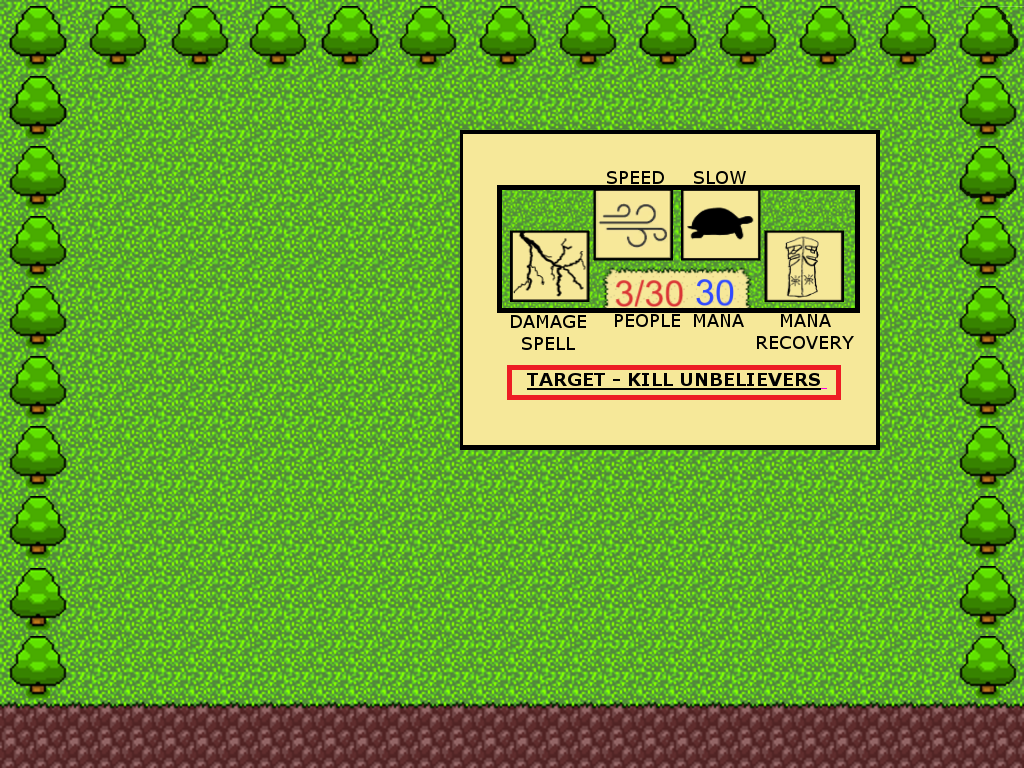 SPEED SLOW
3/30 30
DAMAGE SPELL
PEOPLE MANA
MANA RECOVERY
TARGET – KILL UNBELIEVERS